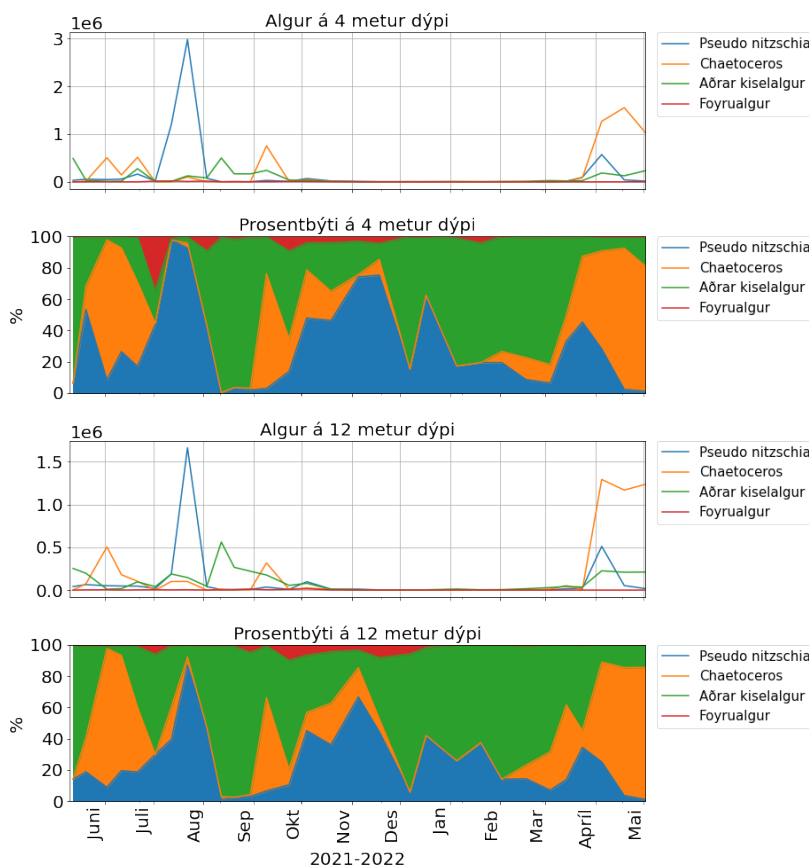 Algur á 4 metur dýpi
1e6
3
2
1
0
Pseudo nitzschia
Chaetoceros
Aðrar kiselalgur
Foyrualgur
Prosentbýti á 4 metur dýpi
100
80
60
40
20
0
%
Pseudo nitzschia
Chaetoceros
Aðrar kiselalgur
Foyrualgur
Algur á 12 metur dýpi
1e6
1.5
1.0
0.5
0.0
Pseudo nitzschia
Chaetoceros
Aðrar kiselalgur
Foyrualgur
Prosentbýti á 12 metur dýpi
100
80
60
40
20
0
%
Pseudo nitzschia
Chaetoceros
Aðrar kiselalgur
Foyrualgur
Juni Juli Aug Sep Okt Nov Des Jan Feb Mar Apríl Mai
2021-2022